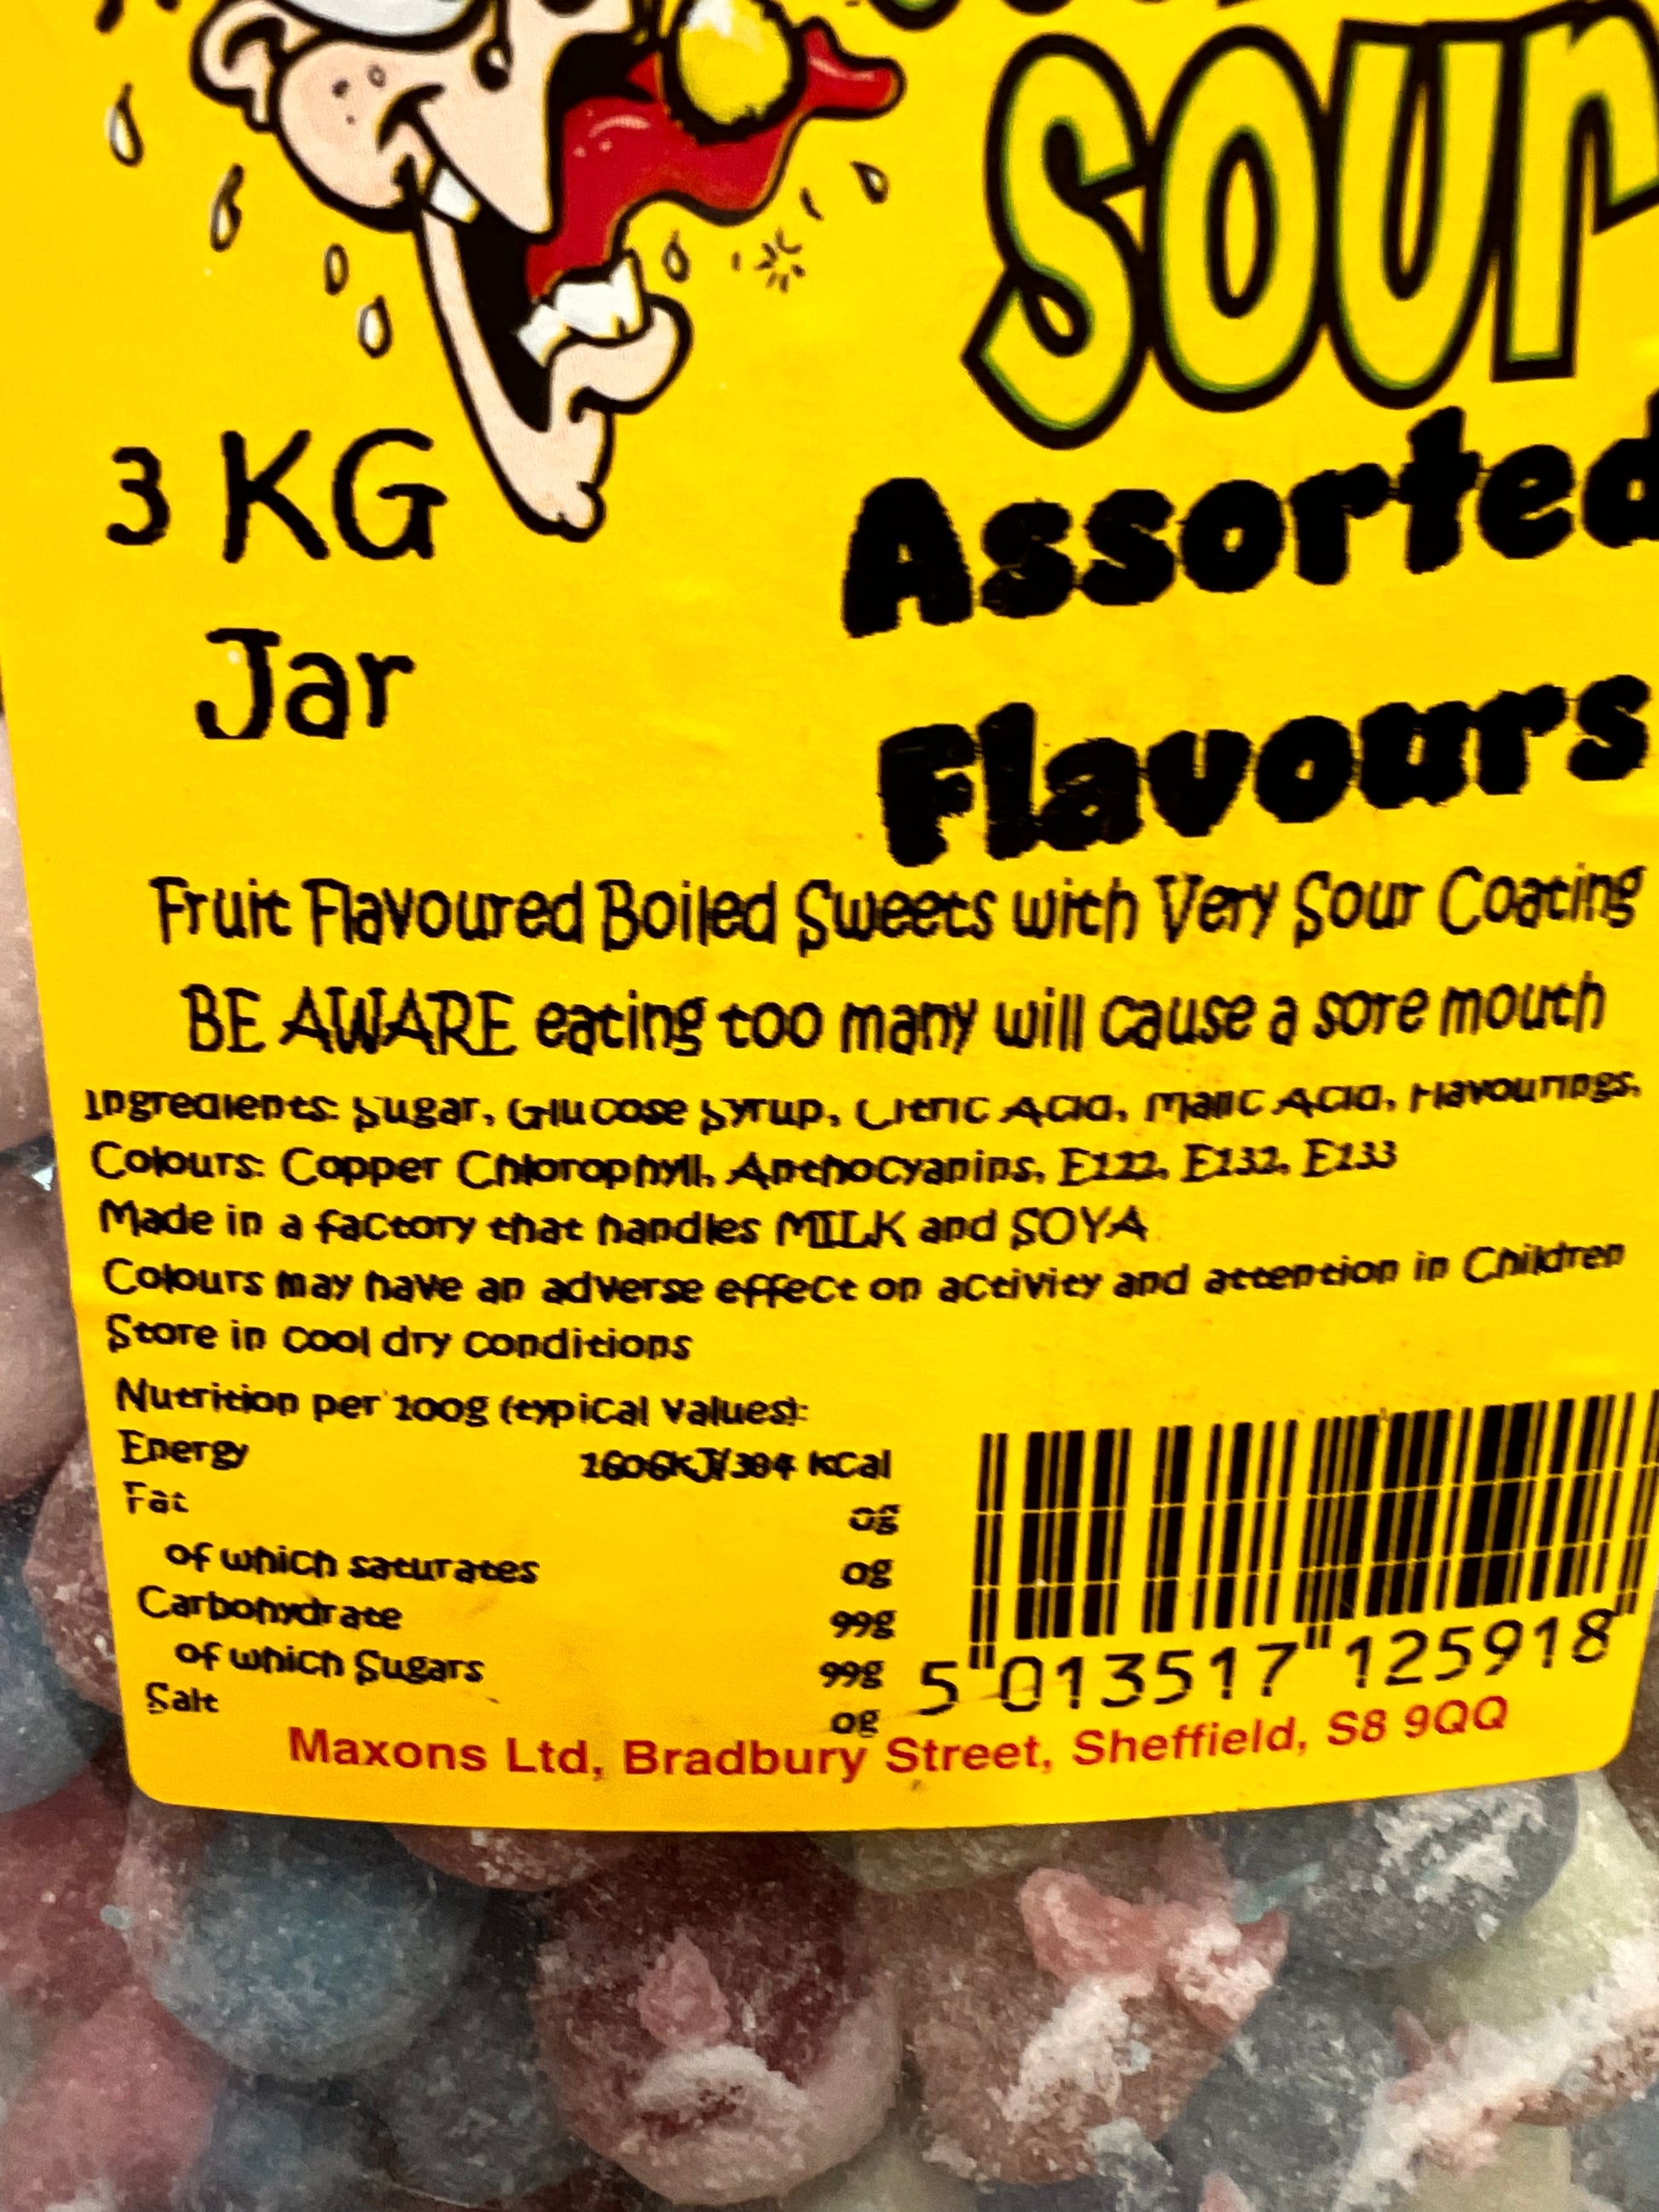 sour
3 KG
Jar
Assorted
Flavours
Fruit Flavoured Boiled Sweets with Very Sour Coating
BE AWARE eating too many will cause a sore mouth
Ingredients: Sugar, Glucose Syrup, Citric Acid, Malic Acid, Flavourings,
Colours: Copper Chlorophyll, Anthocyanins, E122, E132, E133
Made in a factory that handles MILK and SOYA
Colours may have an adverse effect on activity and attention in Children
Store in cool dry conditions
Nutrition per 100g (typical values):
Energy 1606kJ/384 kCal
Fat 0g
of which saturates 0g
Carbohydrate 99g
of which Sugars 99g
Salt 0g
5 013517 125918
Maxons Ltd, Bradbury Street, Sheffield, S8 9QQ